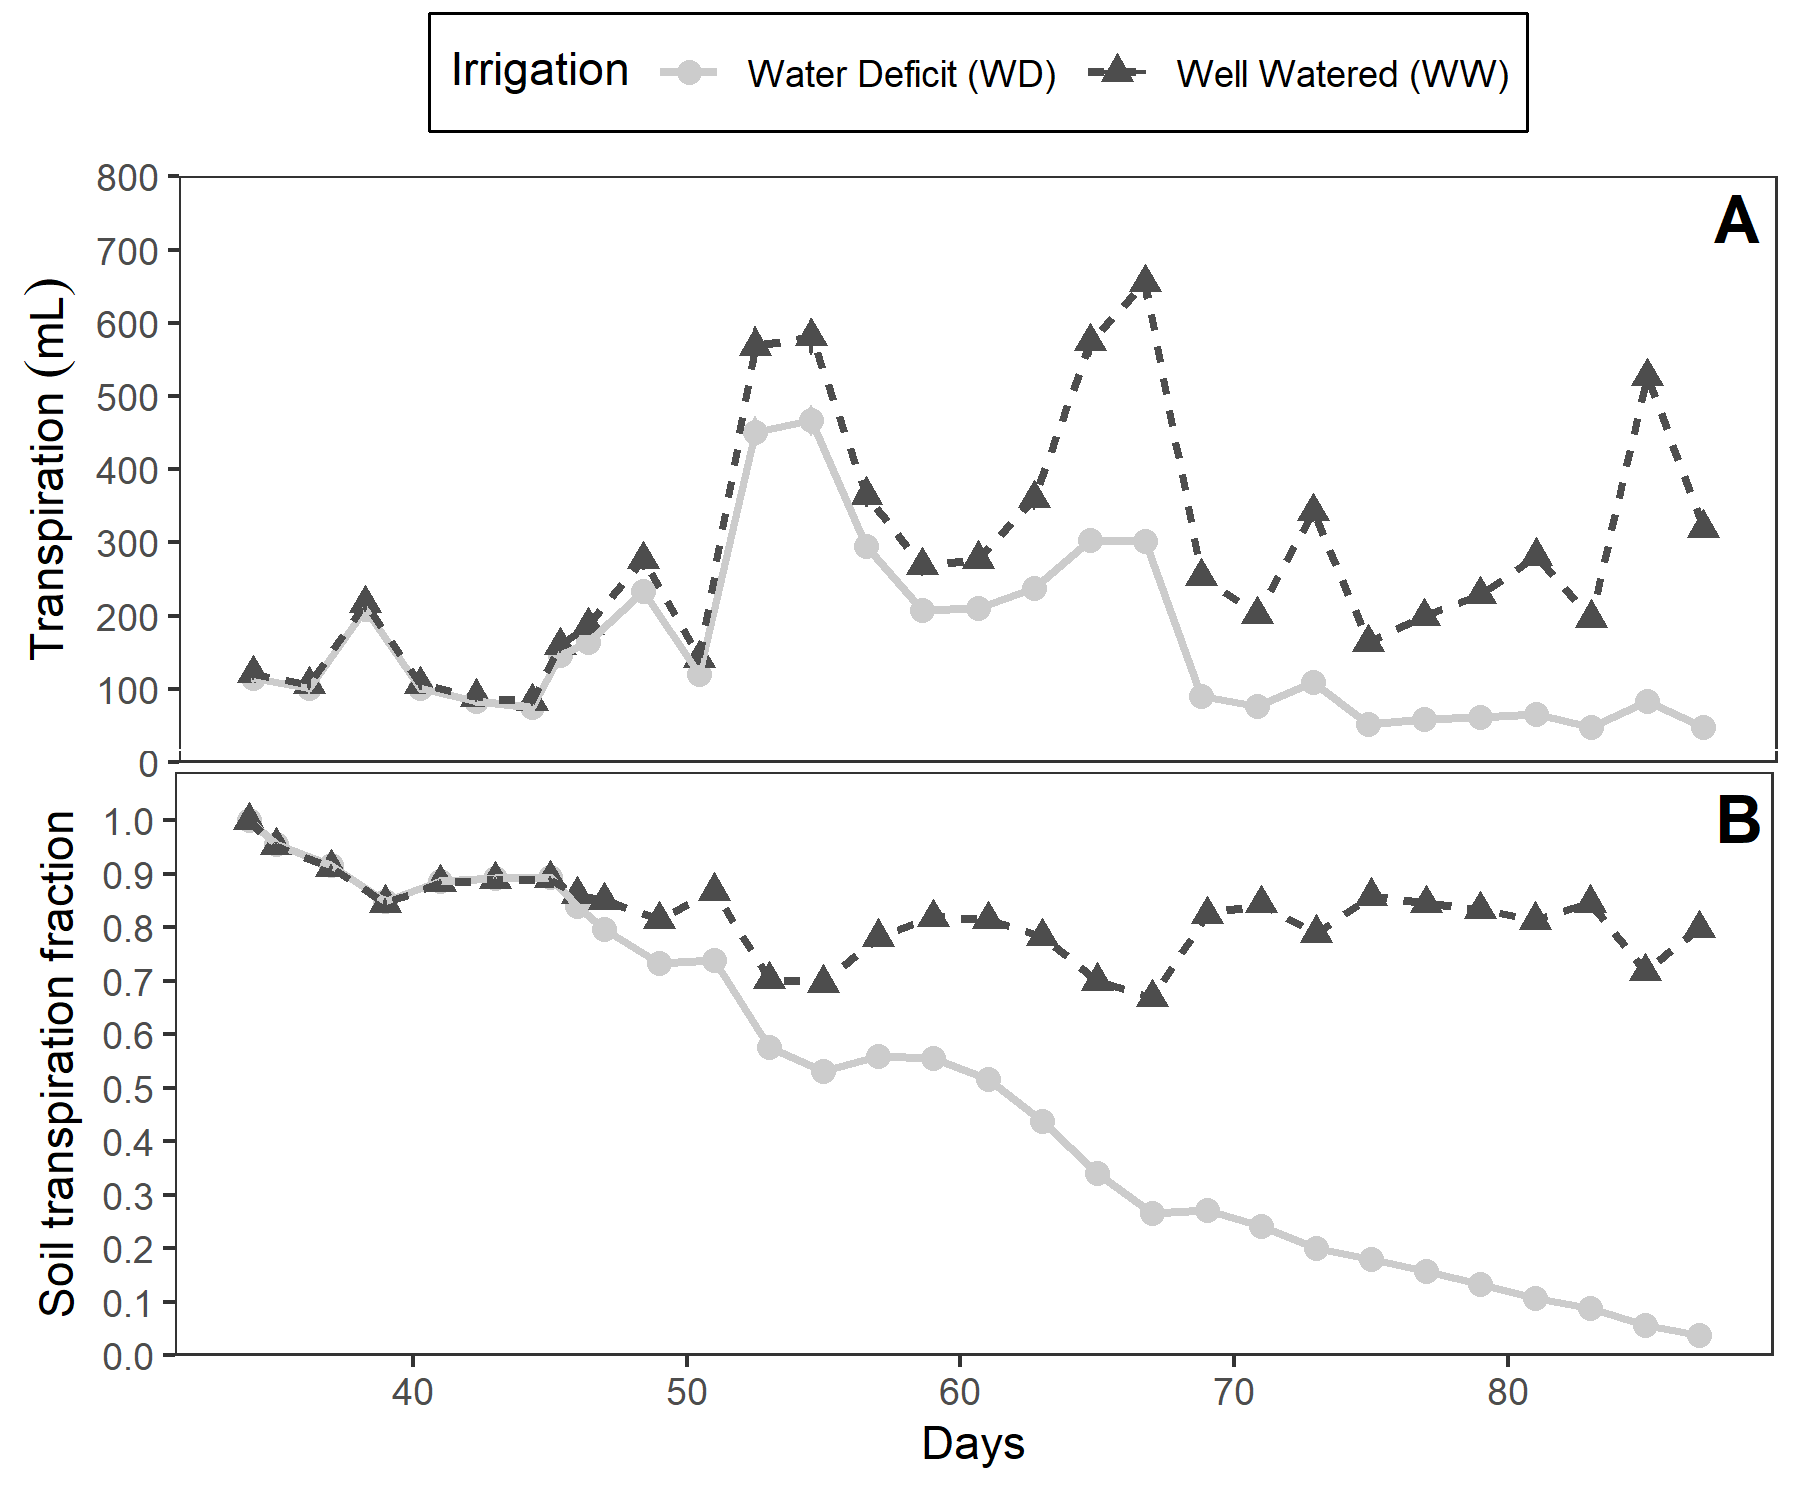 Irrigation Water Deficit (WD) Well Watered (WW)
A
Transpiration (mL)
800
700
600
500
400
300
200
100
0
B
Soil transpiration fraction
1.0
0.9
0.8
0.7
0.6
0.5
0.4
0.3
0.2
0.1
0.0
40 50 60 70 80
Days